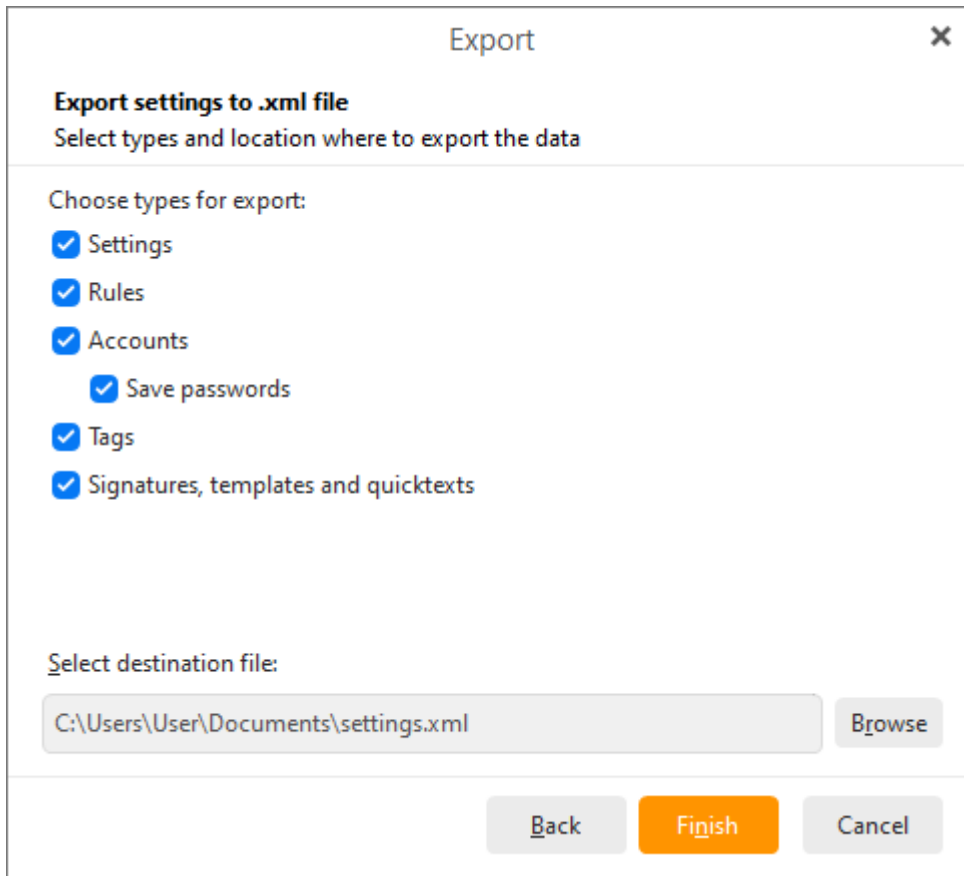 Export
Export settings to .xml file
Select types and location where to export the data
Choose types for export:
Settings
Rules
Accounts
Save passwords
Tags
Signatures, templates and quicktexts
Select destination file:
C:\Users\User\Documents\settings.xml
Browse
Back
Finish
Cancel